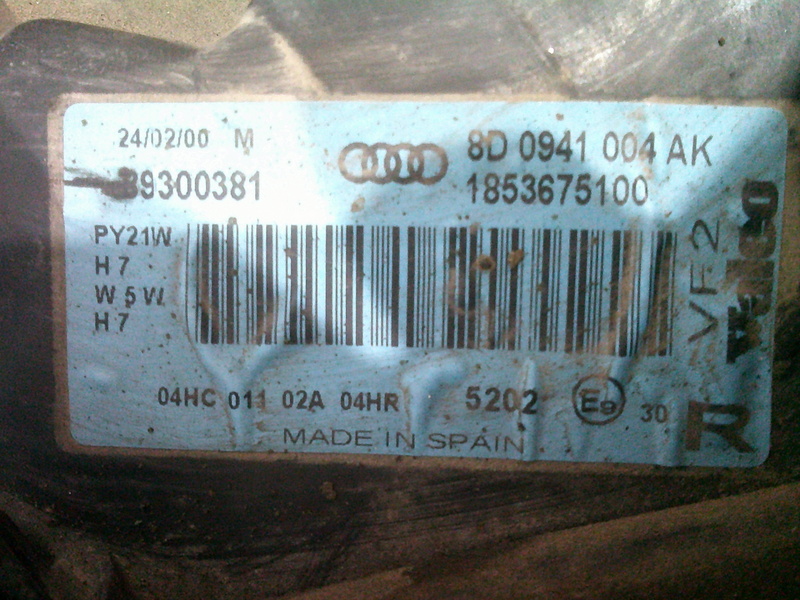 24/02/00 M
8D 0941 004 AK
89300381
1853675100
PY21W
H7
W5W
H7
VF2
04HC 011 02A 04HR 5202 E9 30
R
MADE IN SPAIN